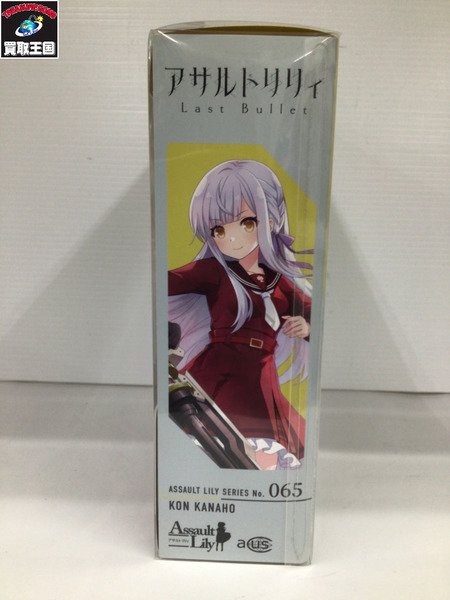 買取王国
アサルトリリィ
Last Bullet
ASSAULT LILY SERIES No. 065
KON KANAHO
Assault
Lily
acus